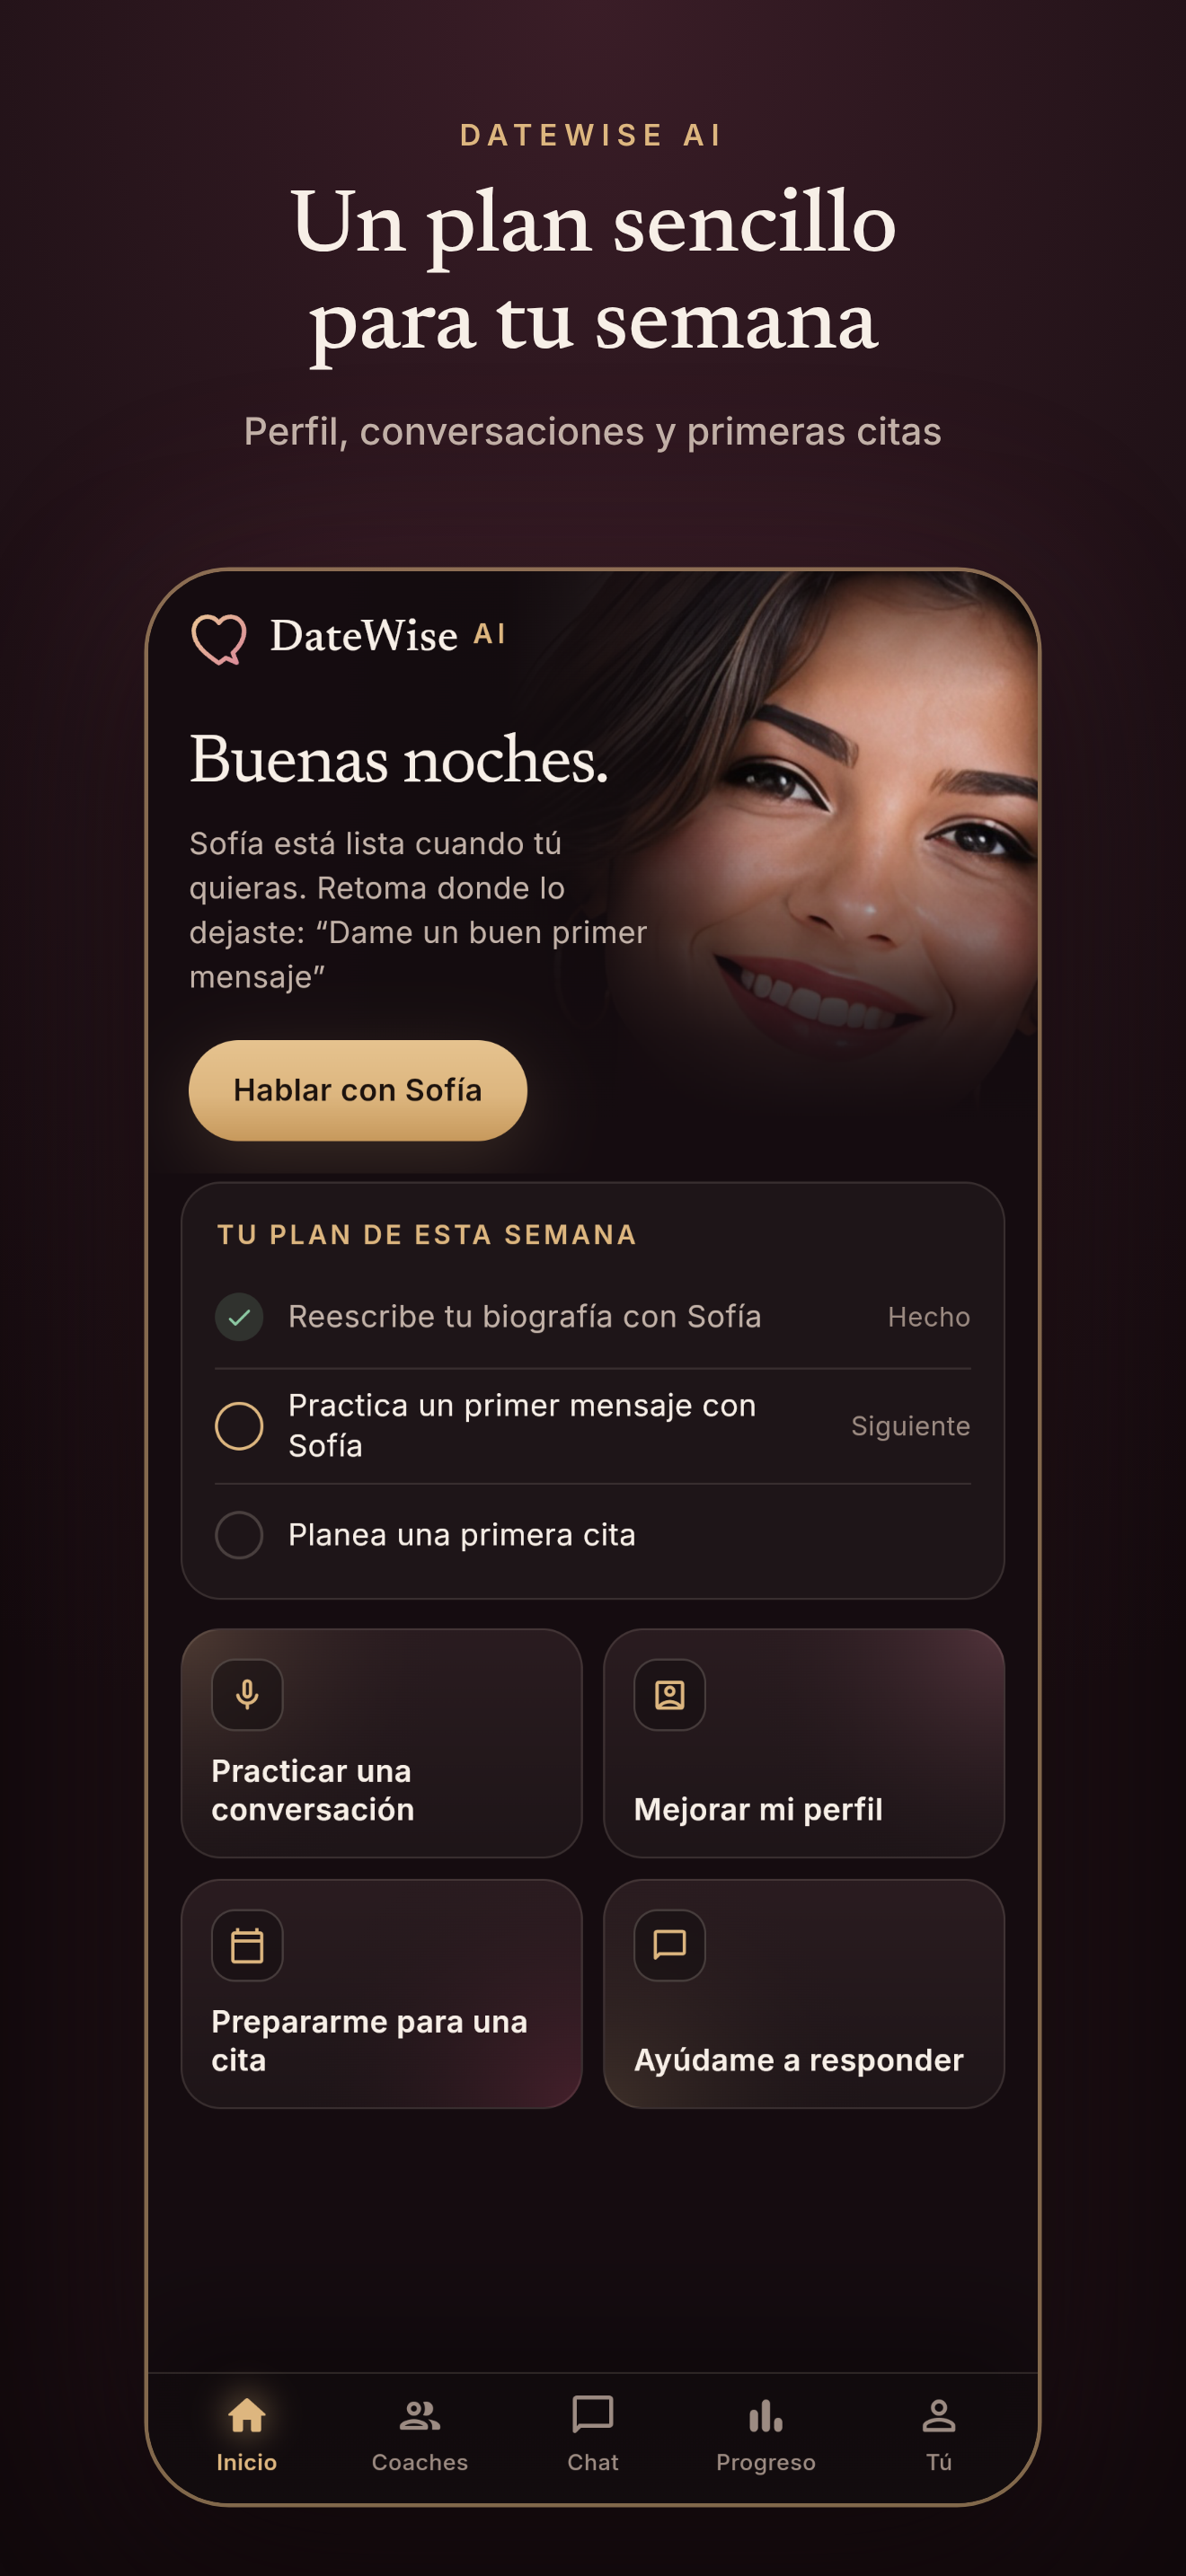 DATEWISE AI
Un plan sencillo
para tu semana
Perfil, conversaciones y primeras citas
DateWise AI
Buenas noches.
Sofía está lista cuando tú
quieras. Retoma donde lo
dejaste: “Dame un buen primer
mensaje”
Hablar con Sofía
TU PLAN DE ESTA SEMANA
Reescribe tu biografía con Sofía
Hecho
Practica un primer mensaje con
Sofía
Siguiente
Planea una primera cita
Practicar una
conversación
Mejorar mi perfil
Prepararme para una
cita
Ayúdame a responder
Inicio
Coaches
Chat
Progreso
Tú